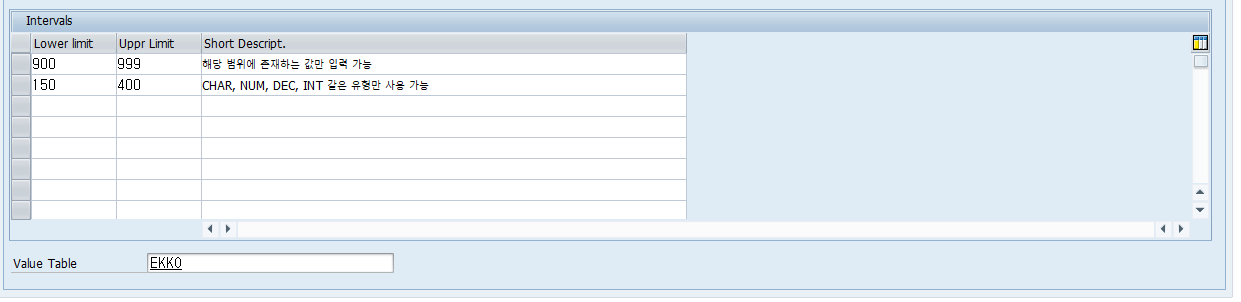 Intervals
Lower limit Uppr Limit Short Descript.
900 999 해당 범위에 존재하는 값만 입력 가능
150 400 CHAR, NUM, DEC, INT 같은 유형만 사용 가능
Value Table EKKO